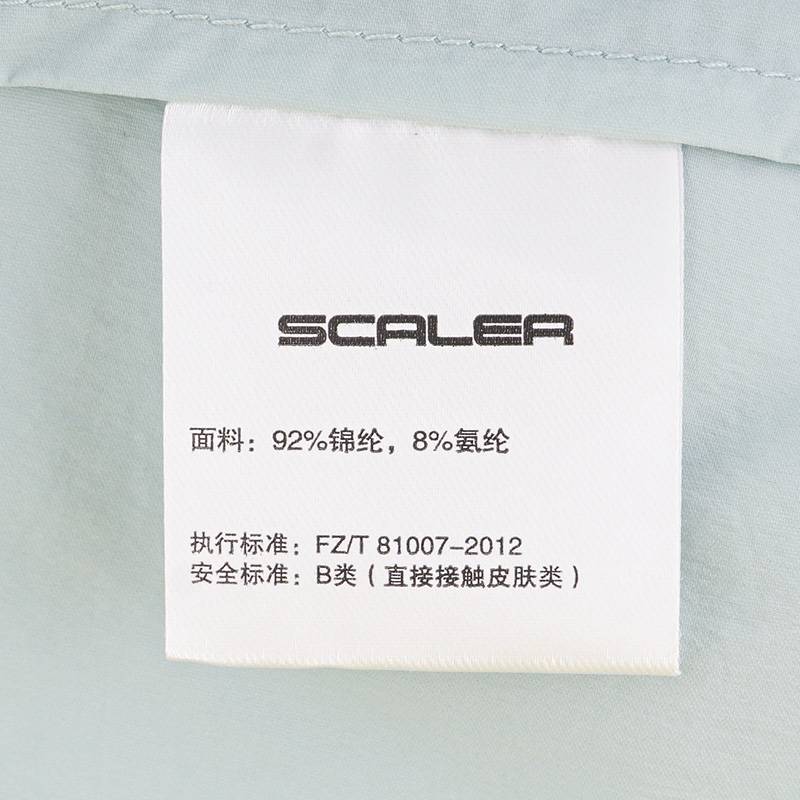 SCALER
面料：92%锦纶，8%氨纶
执行标准：FZ/T 81007-2012
安全标准：B类（直接接触皮肤类）